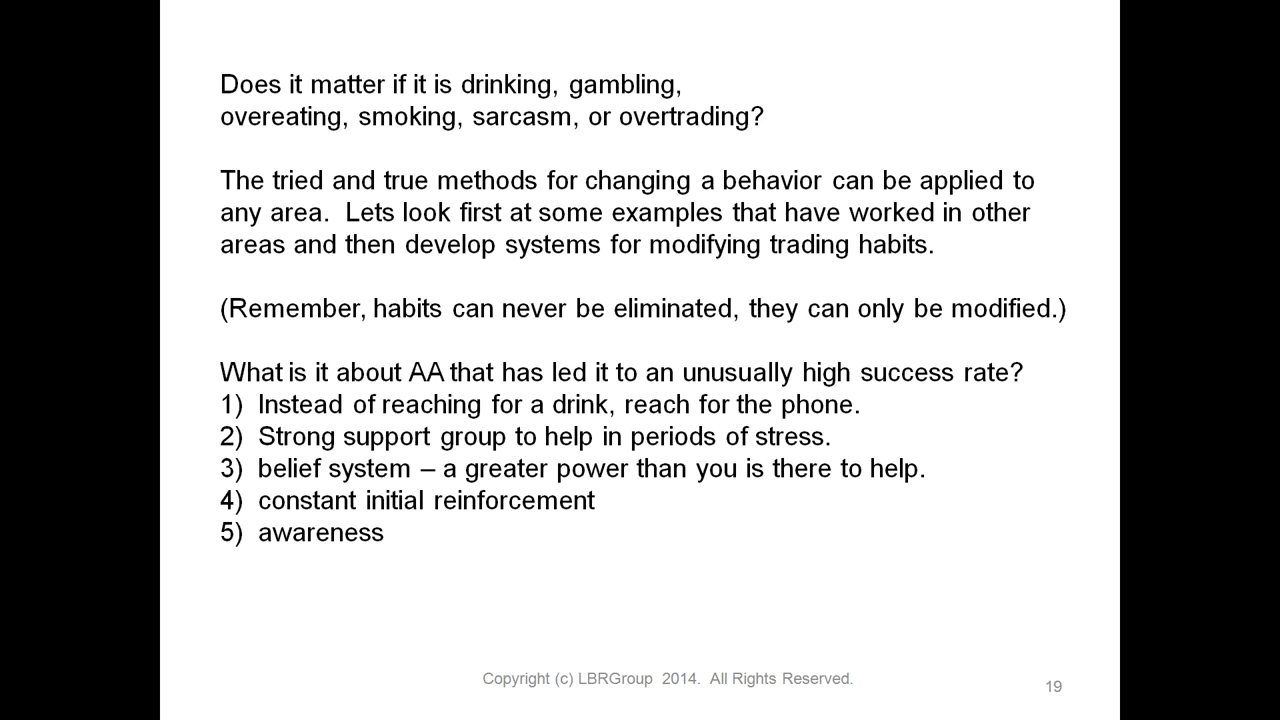 Does it matter if it is drinking, gambling,
overeating, smoking, sarcasm, or overtrading?
The tried and true methods for changing a behavior can be applied to
any area.  Lets look first at some examples that have worked in other
areas and then develop systems for modifying trading habits.
(Remember, habits can never be eliminated, they can only be modified.)
What is it about AA that has led it to an unusually high success rate?
1)  Instead of reaching for a drink, reach for the phone.
2)  Strong support group to help in periods of stress.
3)  belief system – a greater power than you is there to help.
4)  constant initial reinforcement
5)  awareness
Copyright (c) LBRGroup  2014.  All Rights Reserved.
19